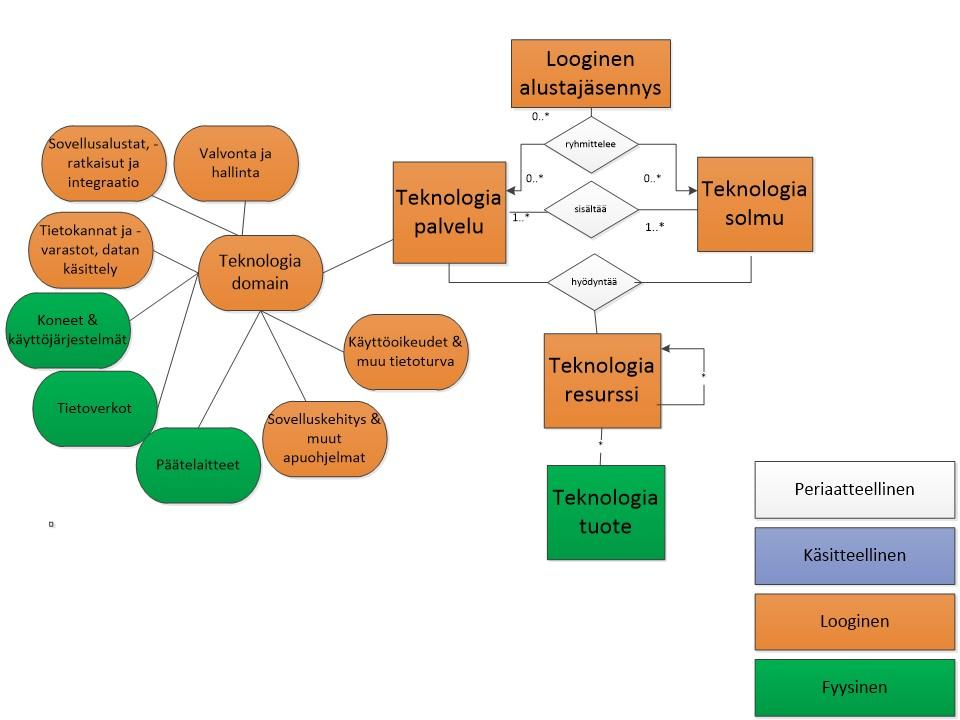 Looginen
alustajäsennys
0..*
ryhmittelee
0..*
0..*
Sovellusalustat, -
ratkaisut ja
integraatio
Valvonta ja
hallinta
Teknologia
palvelu
Teknologia
solmu
sisältää
1..*
1..*
Tietokannat ja -
varastot, datan
käsittely
Teknologia
domain
hyödyntää
Koneet &
käyttöjärjestelmät
Käyttöoikeudet &
muu tietoturva
Teknologia
resurssi
*
Tietoverkot
Sovelluskehitys &
muut
apuohjelmat
*
Päätelaitteet
Teknologia
tuote
Periaatteellinen
Käsitteellinen
Looginen
Fyysinen